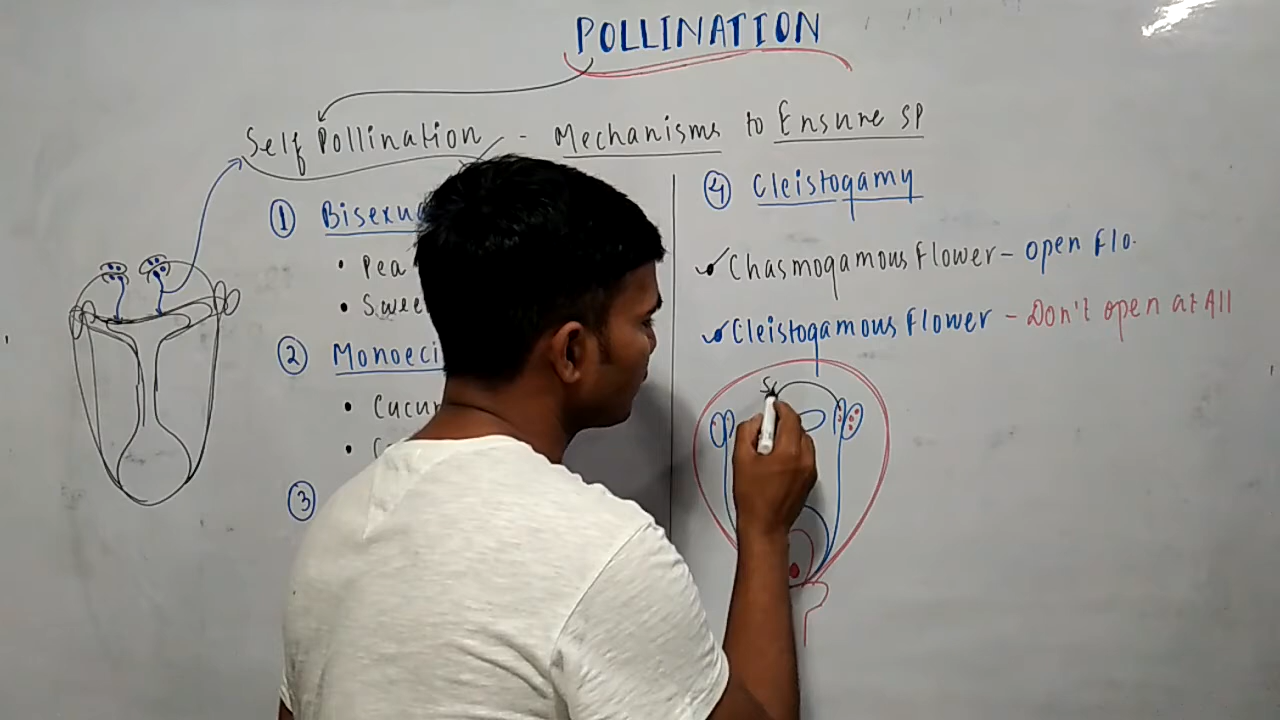 POLLINATION
Self Pollination - Mechanisms to Ensure SP
① Bisexu
• Pea
• Swee
② Monoeci
• Cucu
③
④ Cleistogamy
✓ Chasmogamous Flower - open flo.
✓ Cleistogamous Flower - Don't open at All
S